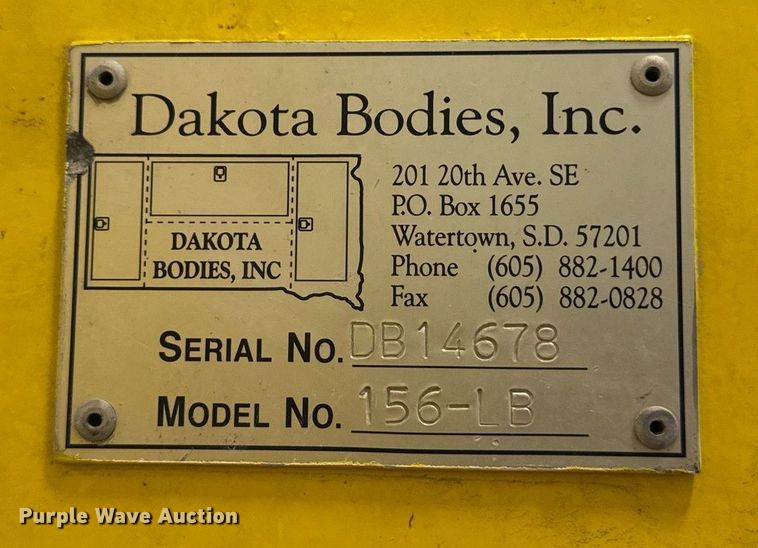 Dakota Bodies, Inc.
DAKOTA
BODIES, INC
201 20th Ave. SE
P.O. Box 1655
Watertown, S.D. 57201
Phone (605) 882-1400
Fax (605) 882-0828
SERIAL NO. DB14678
MODEL NO. 156-LB
Purple Wave Auction